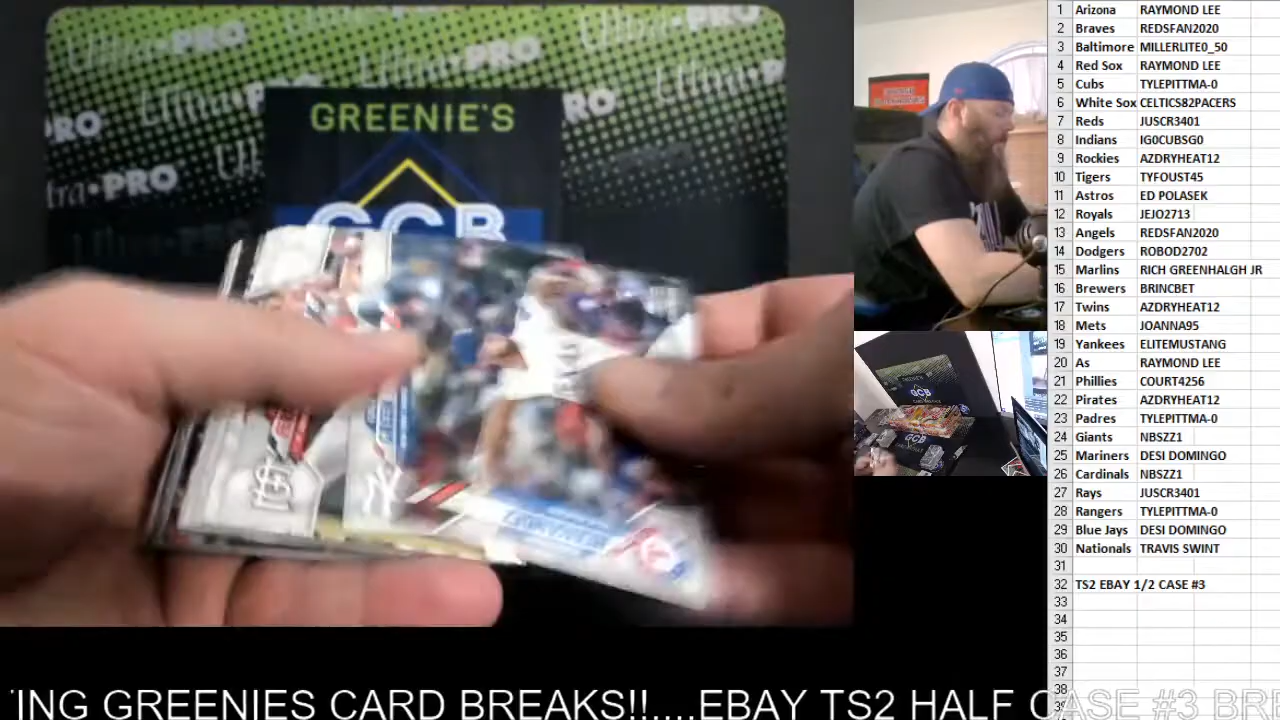 Ultra•PRO
PRO
tra•PRO
GREENIE'S
GCB
1 Arizona RAYMOND LEE
2 Braves REDSFAN2020
3 Baltimore MILLERLITE0_50
4 Red Sox RAYMOND LEE
5 Cubs TYLEPITTMA-0
6 White Sox CELTICS82PACERS
7 Reds JUSCR3401
8 Indians IG0CUBSG0
9 Rockies AZDRYHEAT12
10 Tigers TYFOUST45
11 Astros ED POLASEK
12 Royals JEJO2713
13 Angels REDSFAN2020
14 Dodgers ROBOD2702
15 Marlins RICH GREENHALGH JR
16 Brewers BRINCBET
17 Twins AZDRYHEAT12
18 Mets JOANNA95
19 Yankees ELITEMUSTANG
20 As RAYMOND LEE
21 Phillies COURT4256
22 Pirates AZDRYHEAT12
23 Padres TYLEPITTMA-0
24 Giants NBSZZ1
25 Mariners DESI DOMINGO
26 Cardinals NBSZZ1
27 Rays JUSCR3401
28 Rangers TYLEPITTMA-0
29 Blue Jays DESI DOMINGO
30 Nationals TRAVIS SWINT
31
32 TS2 EBAY 1/2 CASE #3
33
34
35
36
37
38
'ING GREENIES CARD BREAKS!!....EBAY TS2 HALF CASE #3 BRE